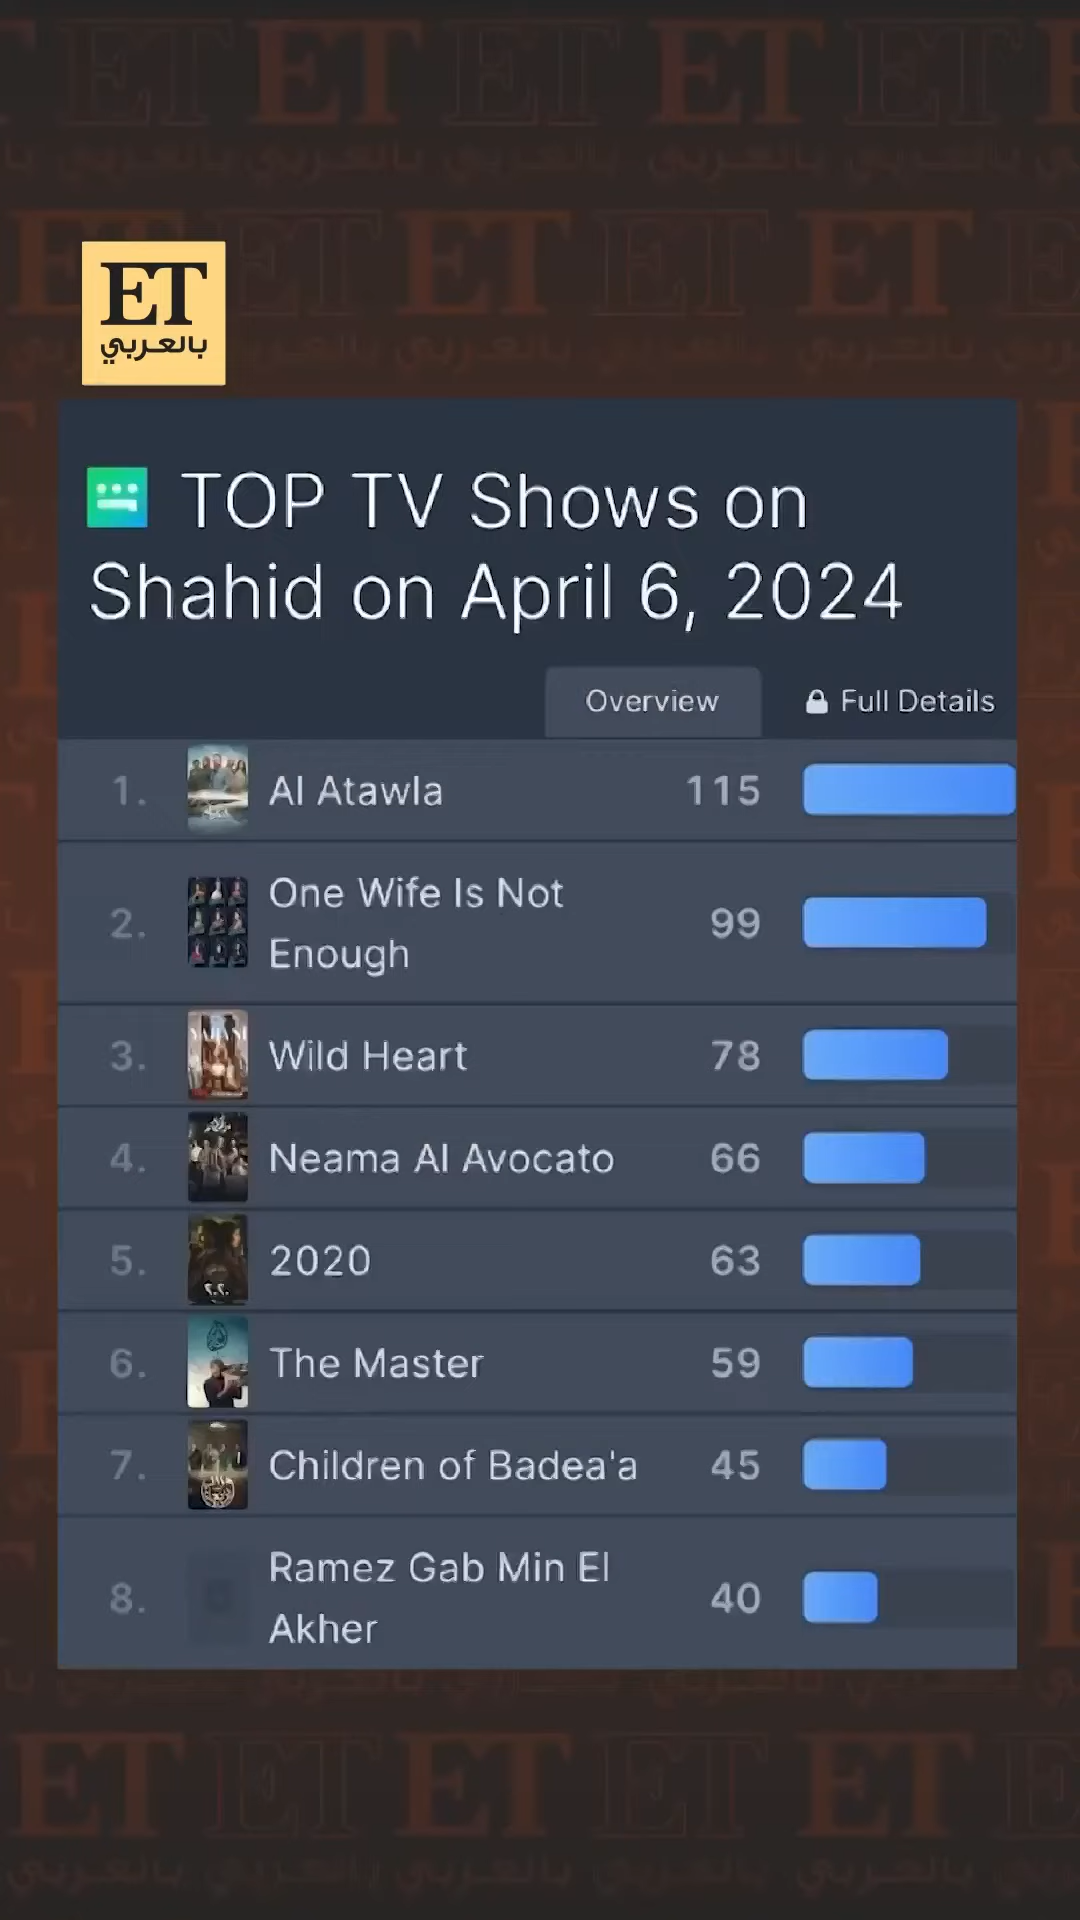 ET
بالعربي
TOP TV Shows on
Shahid on April 6, 2024
Overview
Full Details
1. Al Atawla 115
2. One Wife Is Not
Enough 99
3. Wild Heart 78
4. Neama Al Avocato 66
5. 2020 63
6. The Master 59
7. Children of Badea'a 45
8. Ramez Gab Min El
Akher 40